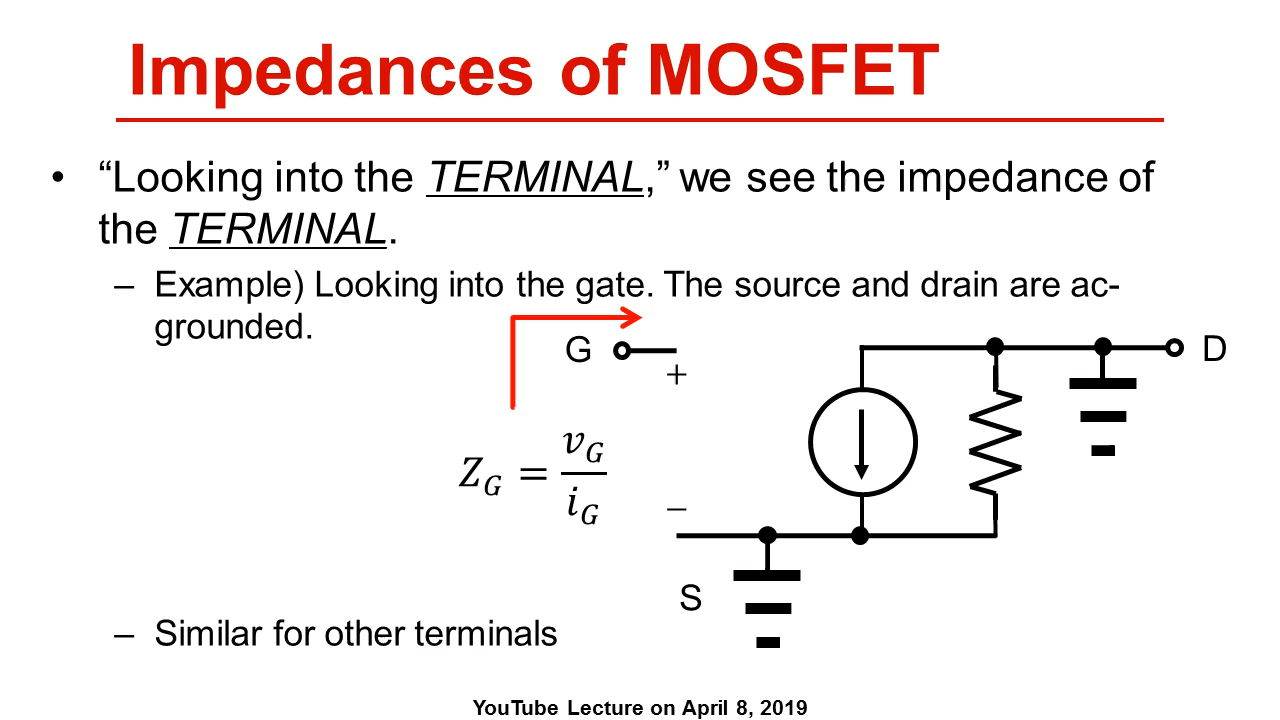 Impedances of MOSFET
• “Looking into the TERMINAL,” we see the impedance of
the TERMINAL.
– Example) Looking into the gate. The source and drain are ac-
grounded.
G
D
+
Z_G = v_G / i_G
–
S
– Similar for other terminals
YouTube Lecture on April 8, 2019